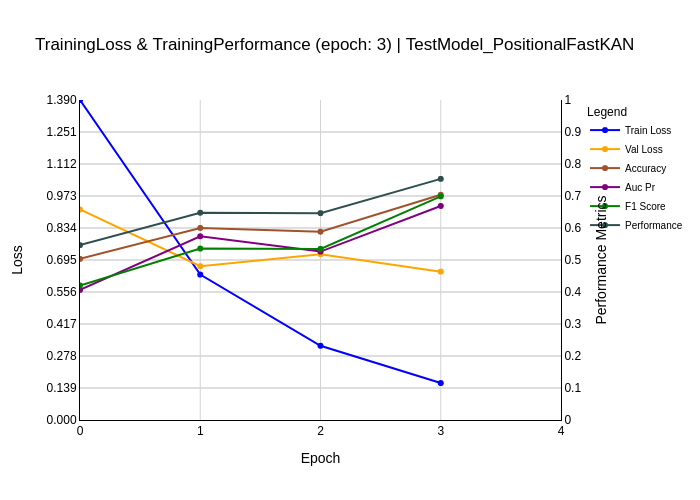 TrainingLoss & TrainingPerformance (epoch: 3) | TestModel_PositionalFastKAN
1.390
1.251
1.112
0.973
0.834
0.695
0.556
0.417
0.278
0.139
0.000
Loss
0
1
2
3
4
Epoch
1
0.9
0.8
0.7
0.6
0.5
0.4
0.3
0.2
0.1
0
Performance Metrics
Legend
Train Loss
Val Loss
Accuracy
Auc Pr
F1 Score
Performance